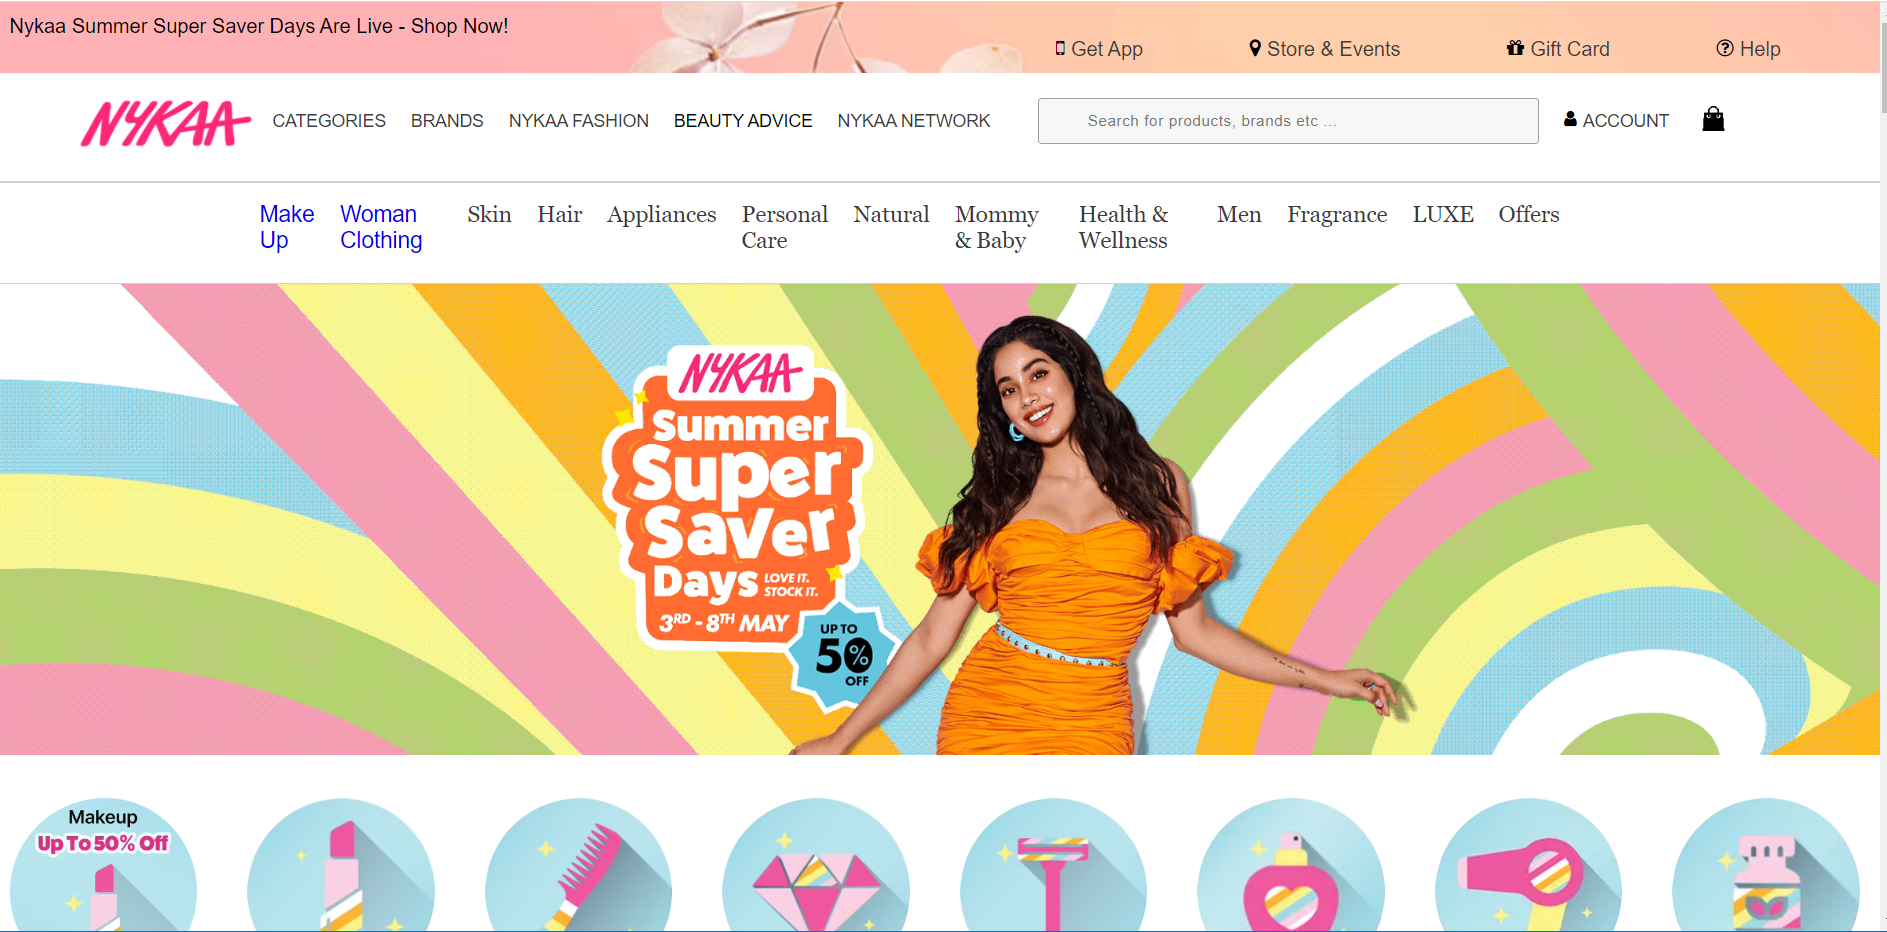 Nykaa Summer Super Saver Days Are Live - Shop Now!
Get App
Store & Events
Gift Card
Help
NYKAA
CATEGORIES
BRANDS
NYKAA FASHION
BEAUTY ADVICE
NYKAA NETWORK
Search for products, brands etc ...
ACCOUNT
Make
Up
Woman
Clothing
Skin
Hair
Appliances
Personal
Care
Natural
Mommy
& Baby
Health &
Wellness
Men
Fragrance
LUXE
Offers
NYKAA
Summer
Super
Saver
Days
LOVE IT.
STOCK IT.
3RD - 8TH MAY
UP TO
50%
OFF
Makeup
Up To 50% Off